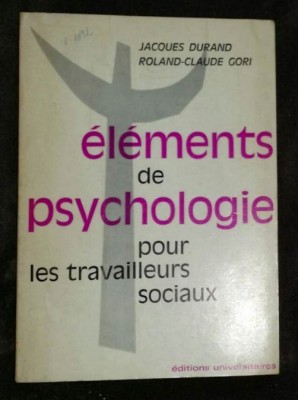 JACQUES DURAND
ROLAND-CLAUDE GORI
éléments
de
psychologie
pour
les travailleurs
sociaux
éditions universitaires